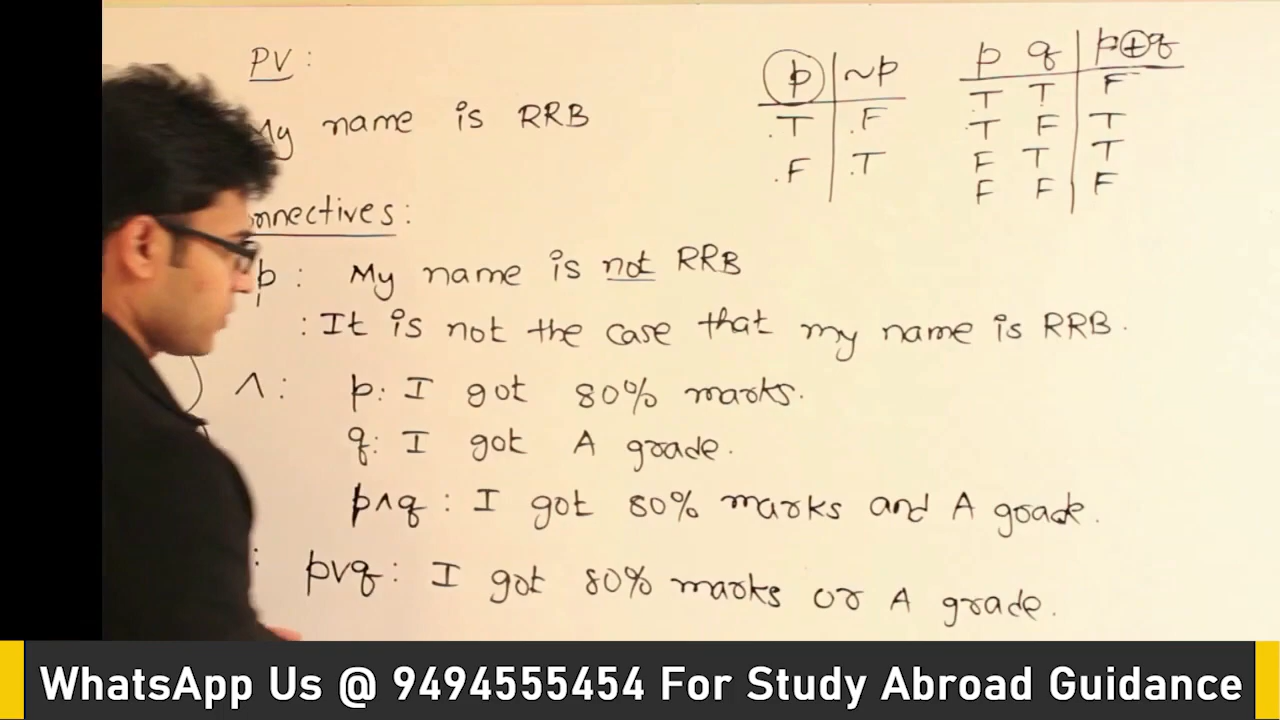 PV :
My name is RRB
p | ~p
.T | .F
.F | .T
p q | p⊕q
T T | F
.T F | T
F T | T
F F | F
onnectives :
p : My name is not RRB
: It is not the case that my name is RRB.
∧ : p : I got 80% marks.
q : I got A grade.
p∧q : I got 80% marks and A grade.
: p∨q : I got 80% marks or A grade.
WhatsApp Us @ 9494555454 For Study Abroad Guidance